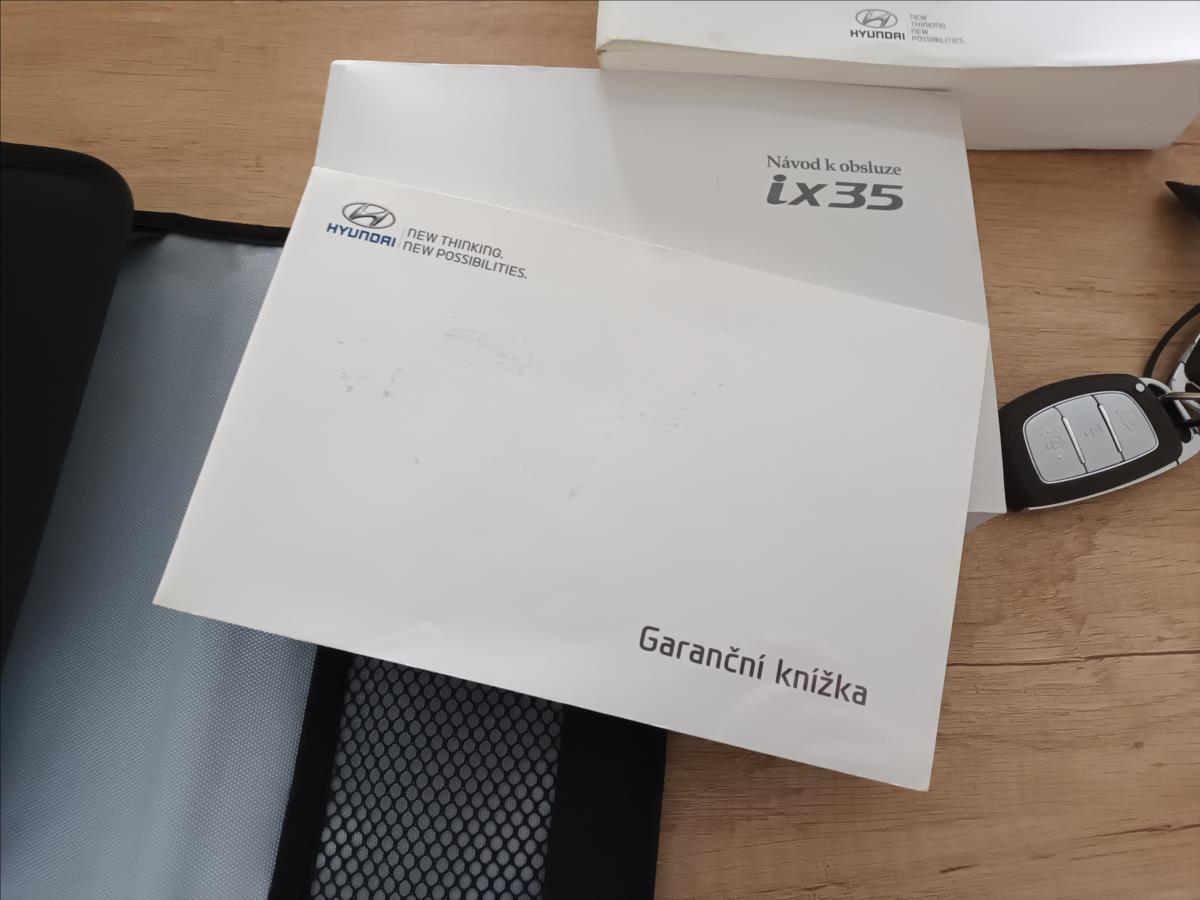 HYUNDAI
NEW
THINKING.
NEW
POSSIBILITIES.
Návod k obsluze
ix35
HYUNDAI
NEW THINKING.
NEW POSSIBILITIES.
Garanční knížka